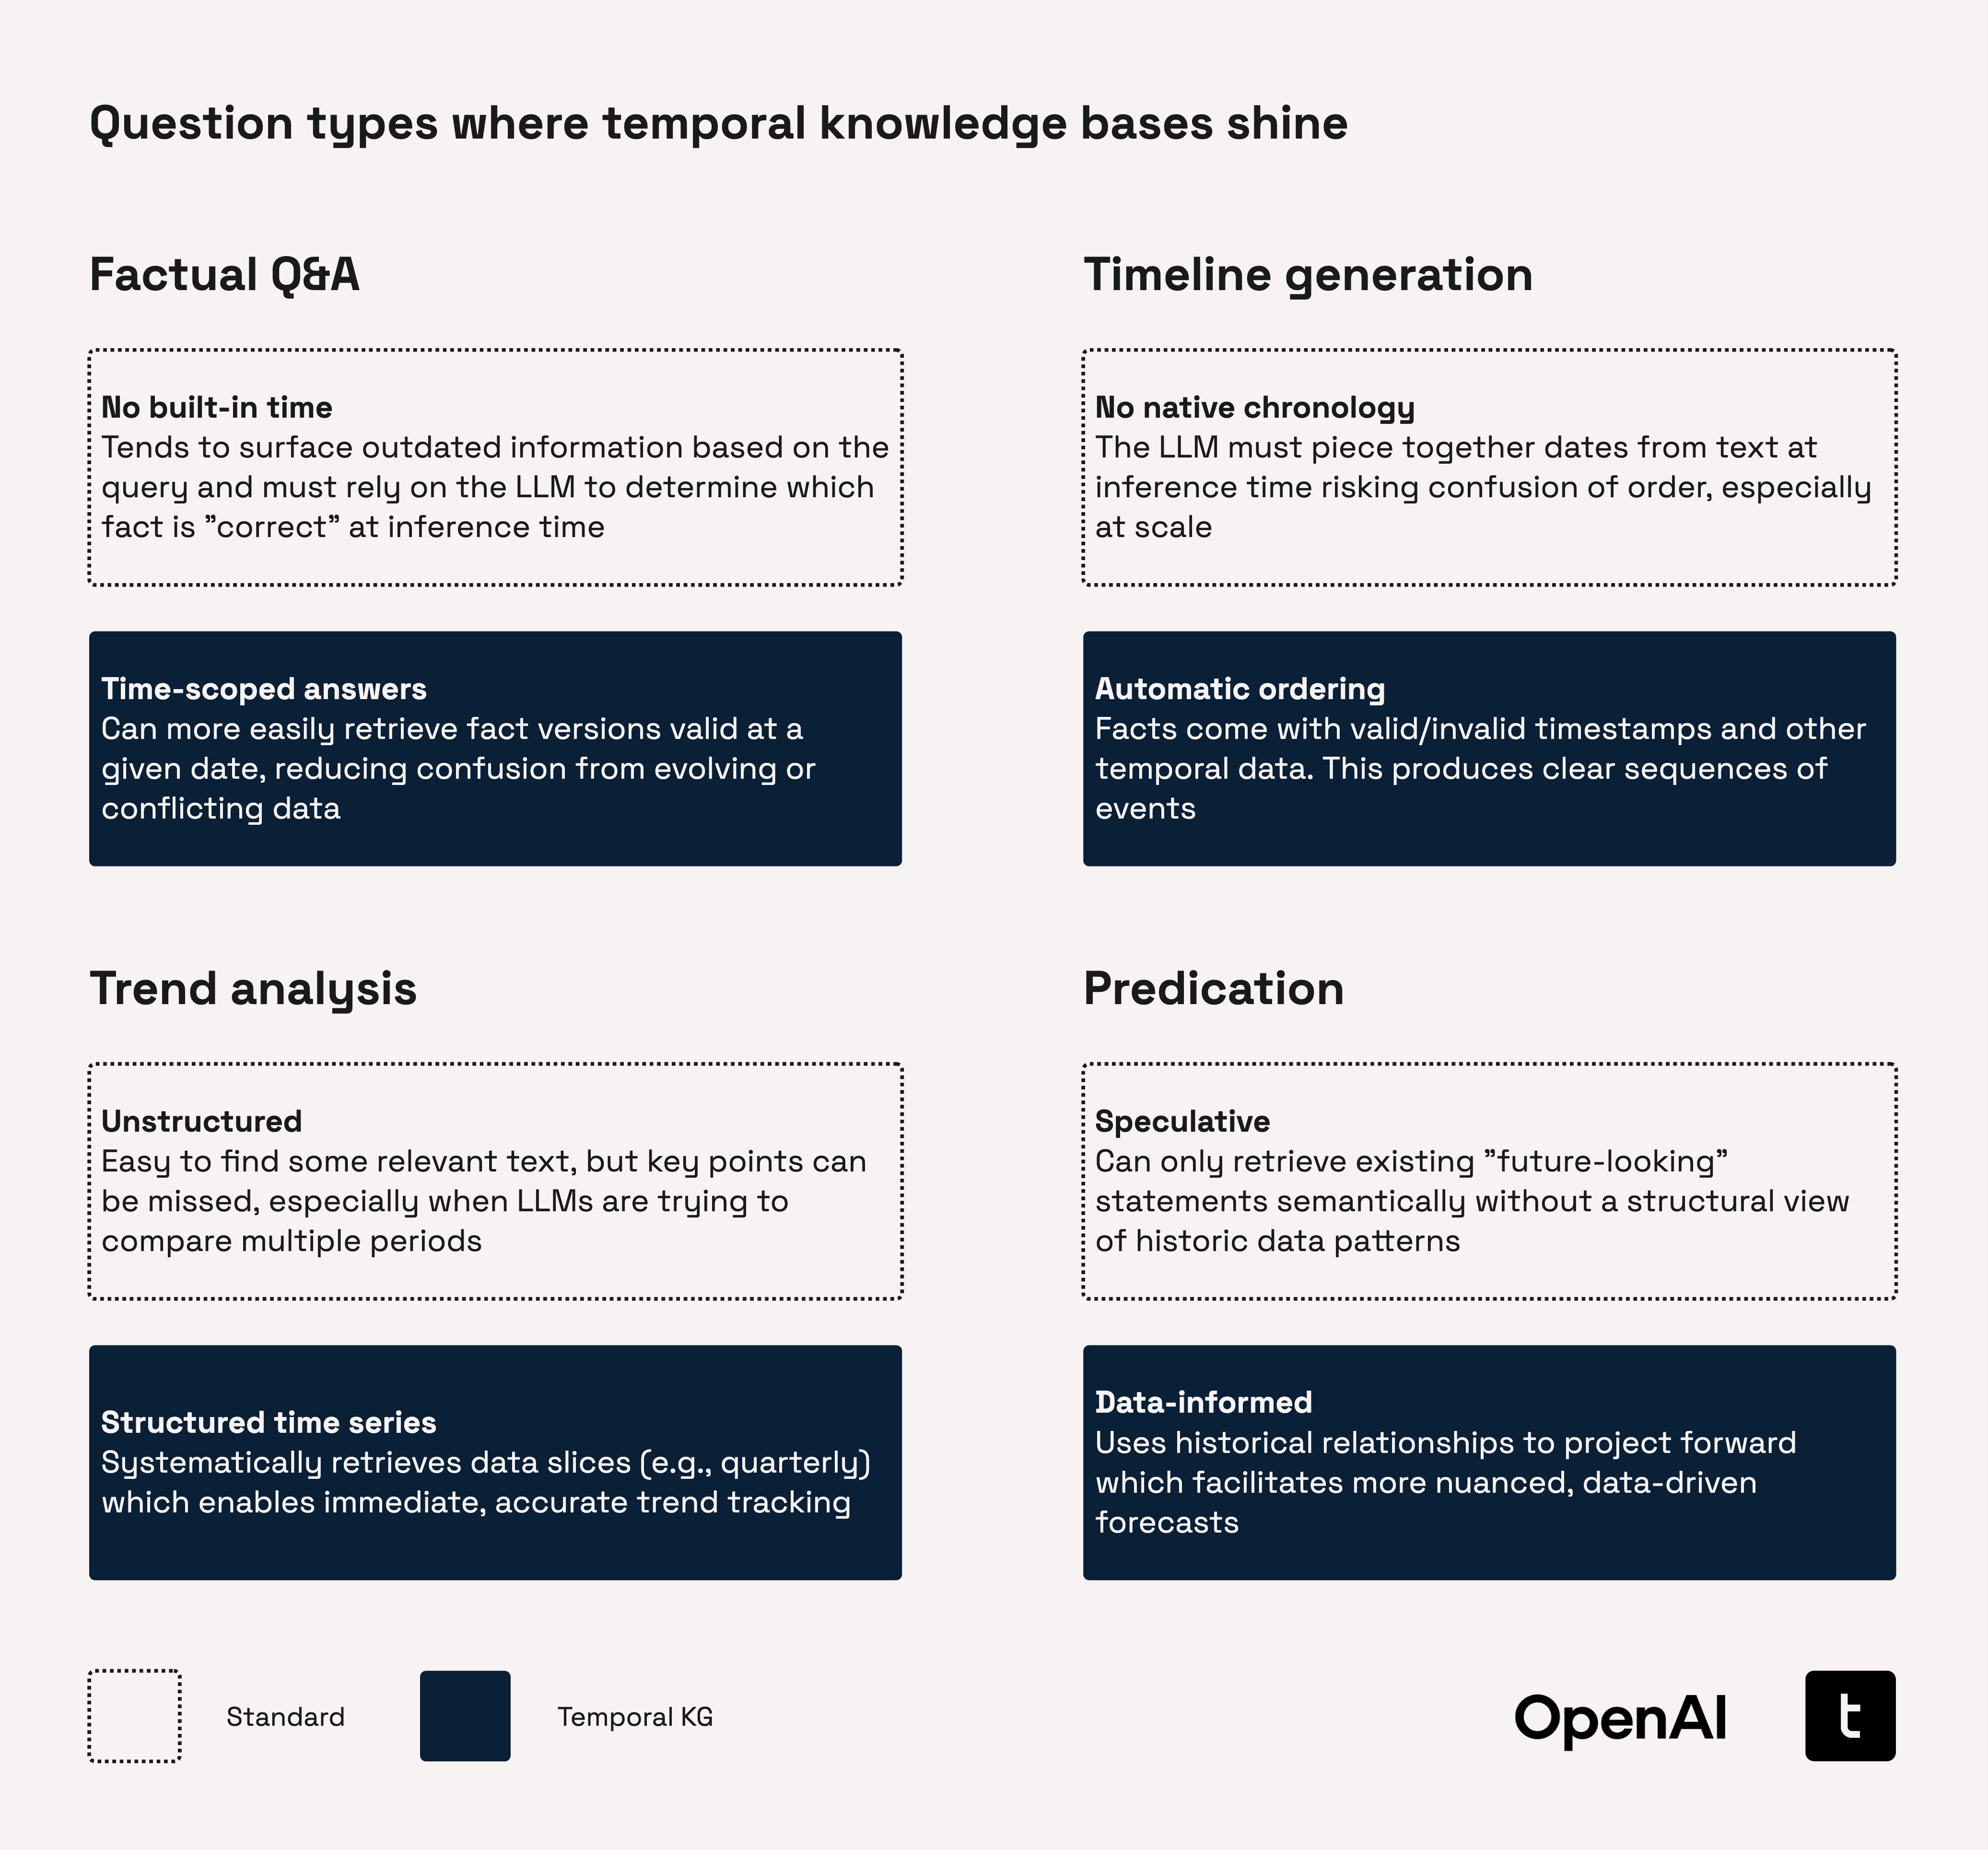 Question types where temporal knowledge bases shine
Factual Q&A
No built-in time
Tends to surface outdated information based on the
query and must rely on the LLM to determine which
fact is ”correct” at inference time
Time-scoped answers
Can more easily retrieve fact versions valid at a
given date, reducing confusion from evolving or
conflicting data
Timeline generation
No native chronology
The LLM must piece together dates from text at
inference time risking confusion of order, especially
at scale
Automatic ordering
Facts come with valid/invalid timestamps and other
temporal data. This produces clear sequences of
events
Trend analysis
Unstructured
Easy to find some relevant text, but key points can
be missed, especially when LLMs are trying to
compare multiple periods
Structured time series
Systematically retrieves data slices (e.g., quarterly)
which enables immediate, accurate trend tracking
Predication
Speculative
Can only retrieve existing ”future-looking”
statements semantically without a structural view
of historic data patterns
Data-informed
Uses historical relationships to project forward
which facilitates more nuanced, data-driven
forecasts
Standard
Temporal KG
OpenAI
t